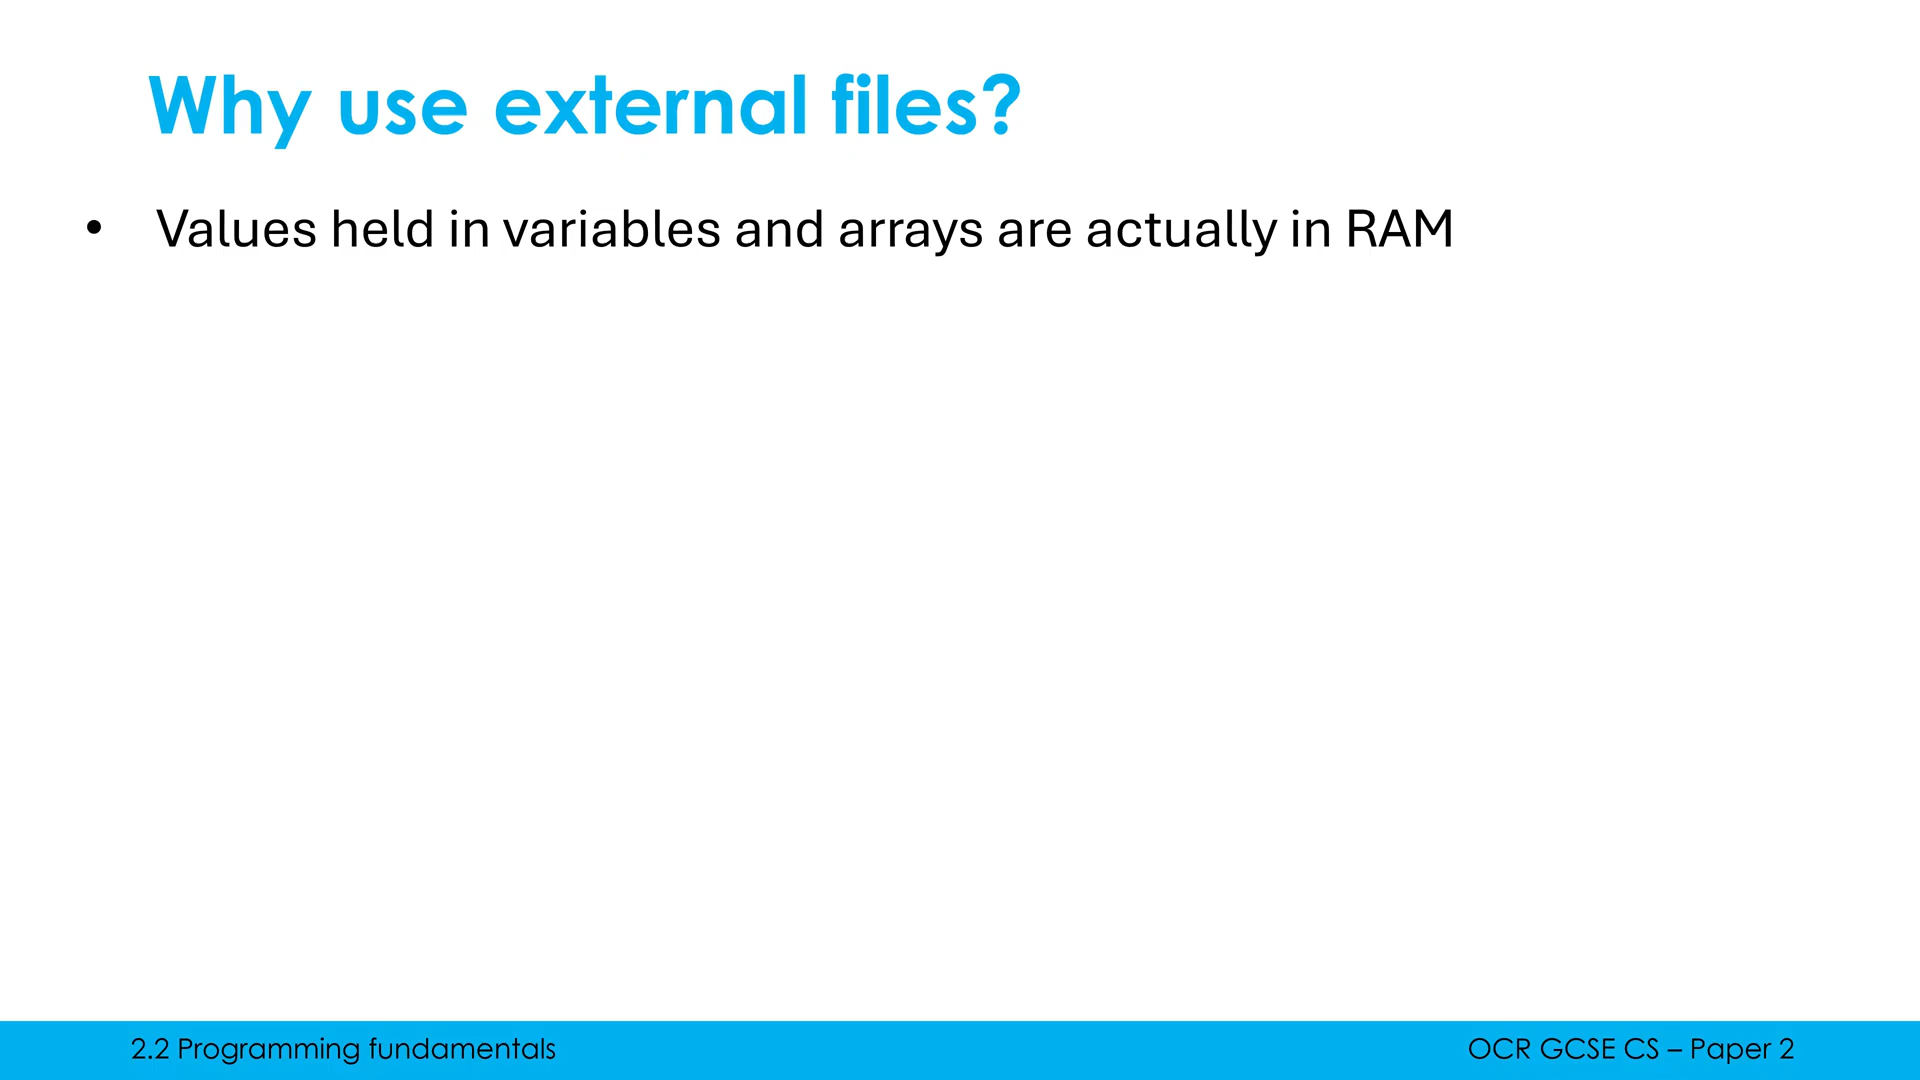 Why use external files?
• Values held in variables and arrays are actually in RAM
2.2 Programming fundamentals
OCR GCSE CS – Paper 2